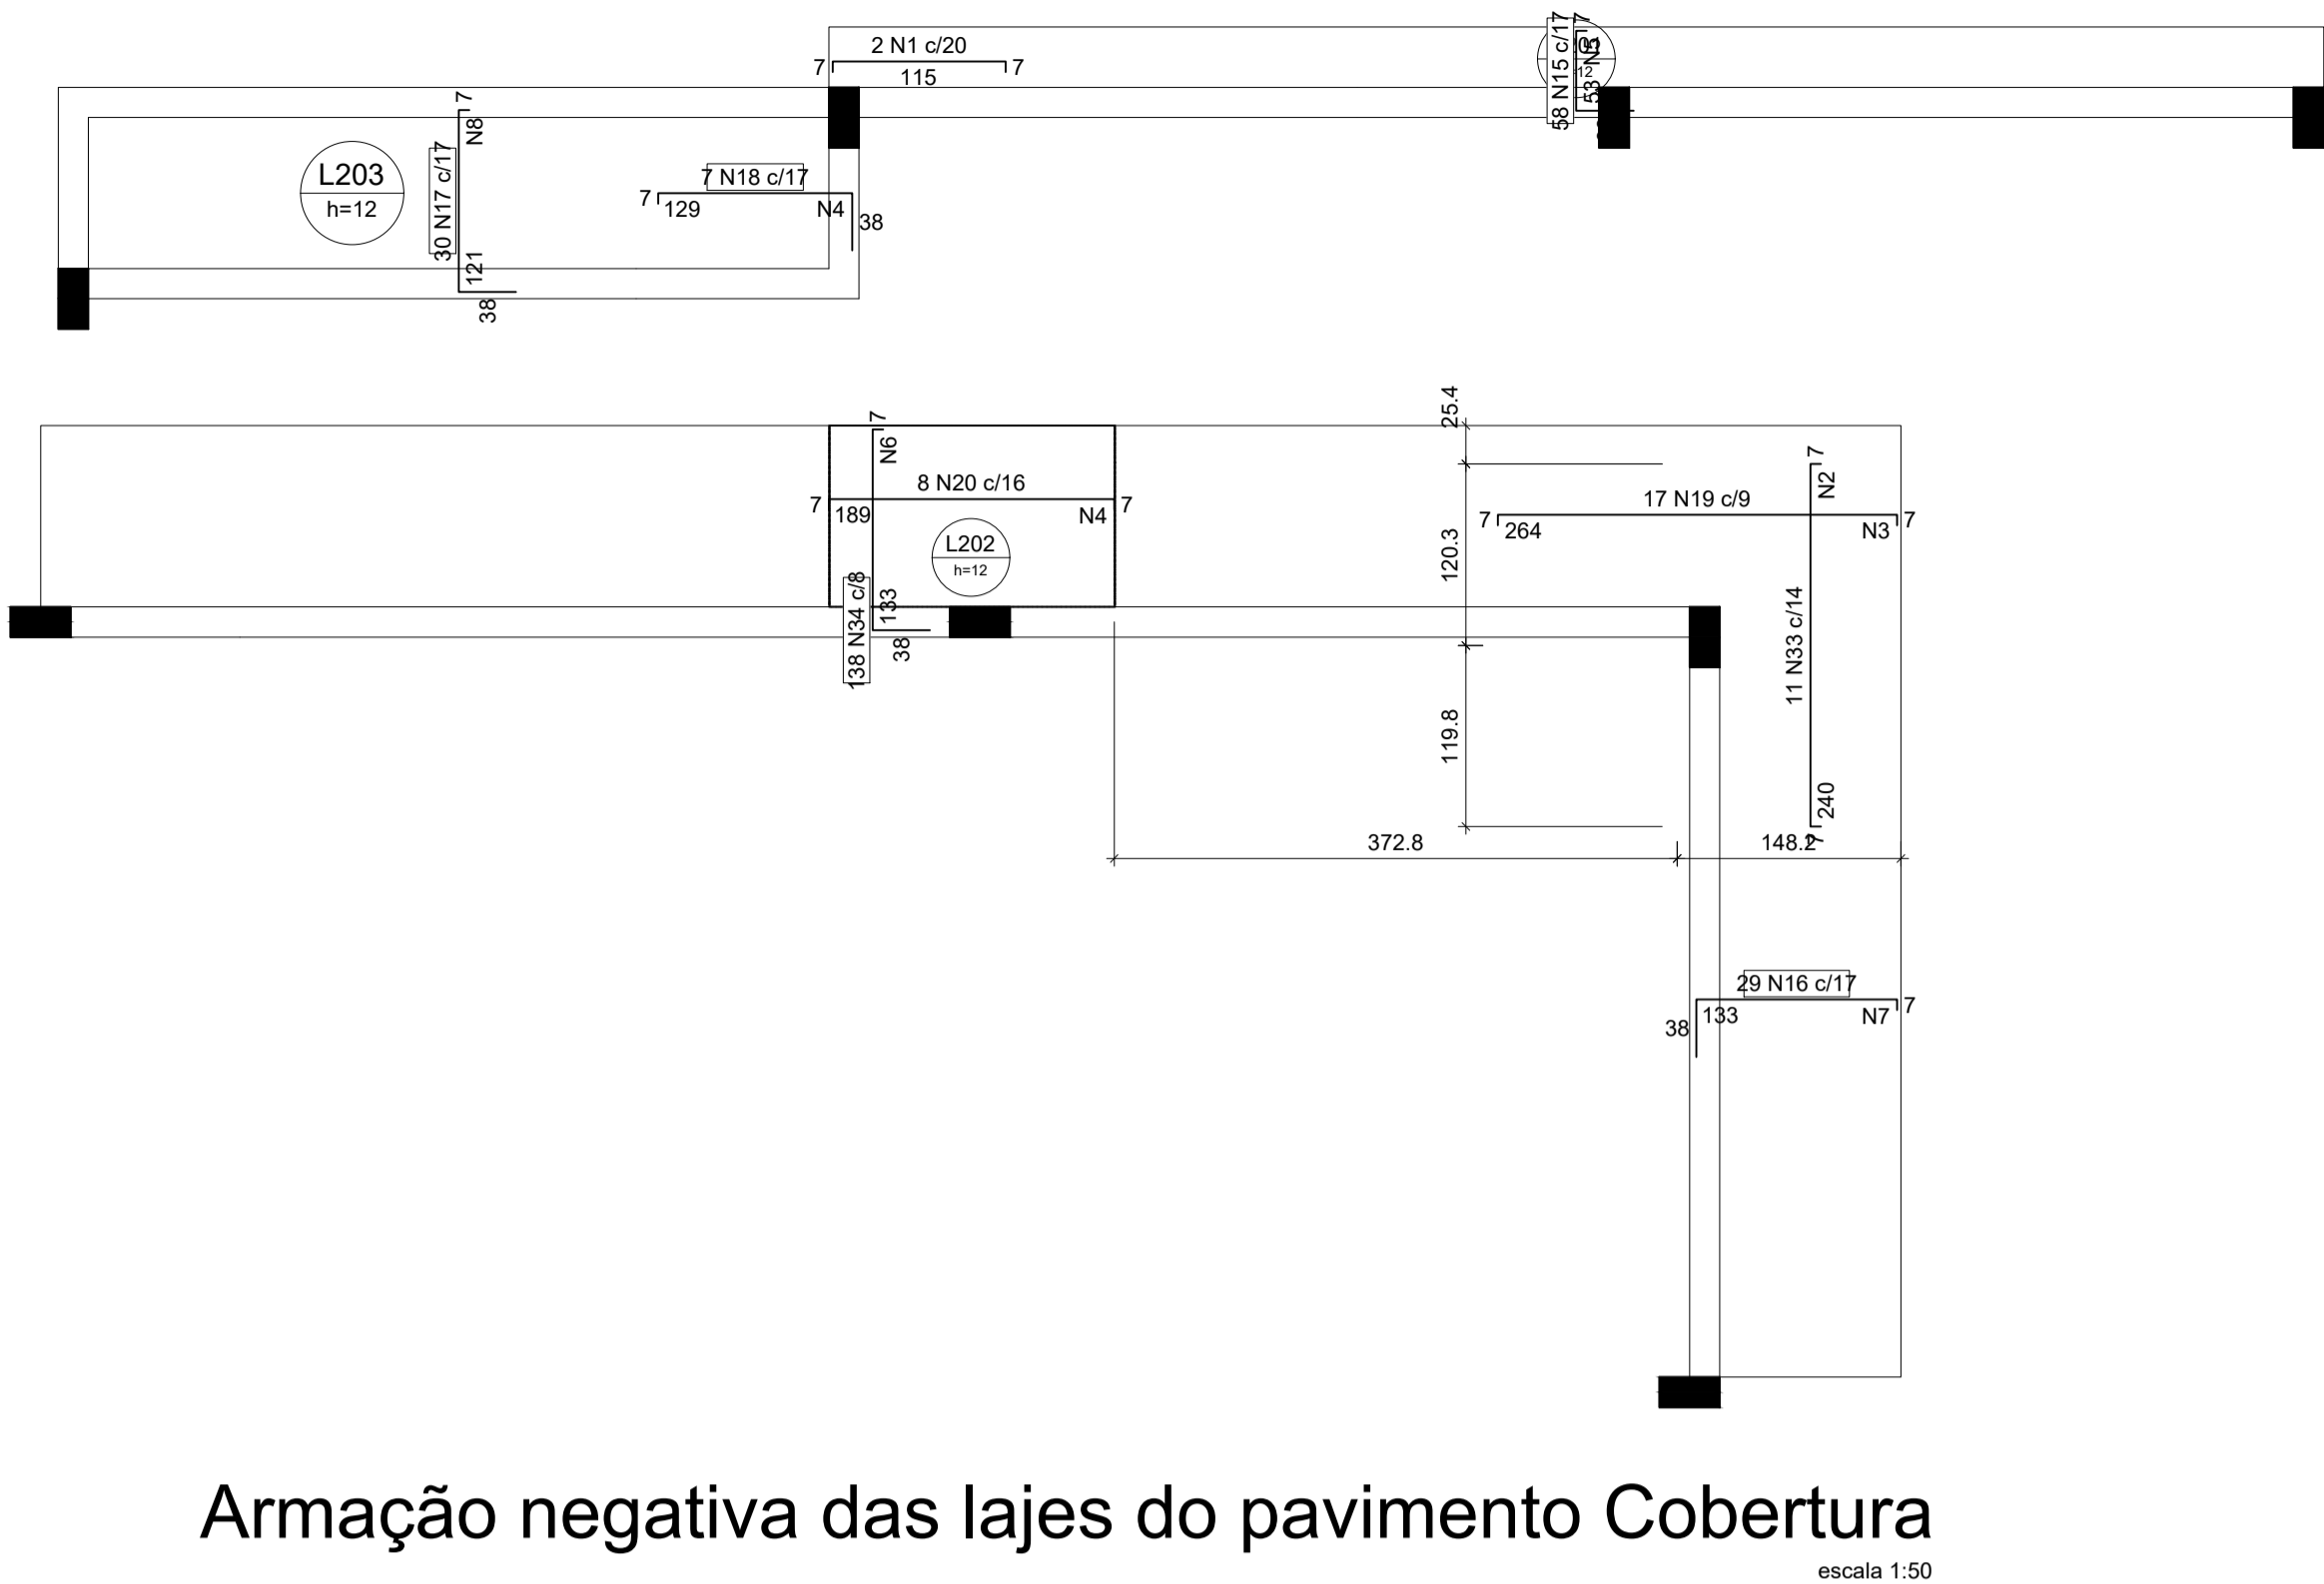 2 N1 c/20
7
7
115
58 N15 c/17
7
N5
53
12
7
N8
30 N17 c/17
121
38
L203
h=12
7 N18 c/17
7
129
N4
38
7
N6
8 N20 c/16
7
7
189
N4
L202
h=12
138 N34 c/8
133
38
25.4
120.3
119.8
17 N19 c/9
7
7
264
N3
7
N2
11 N33 c/14
240
7
372.8
148.2
29 N16 c/17
7
133
N7
38
Armação negativa das lajes do pavimento Cobertura
escala 1:50